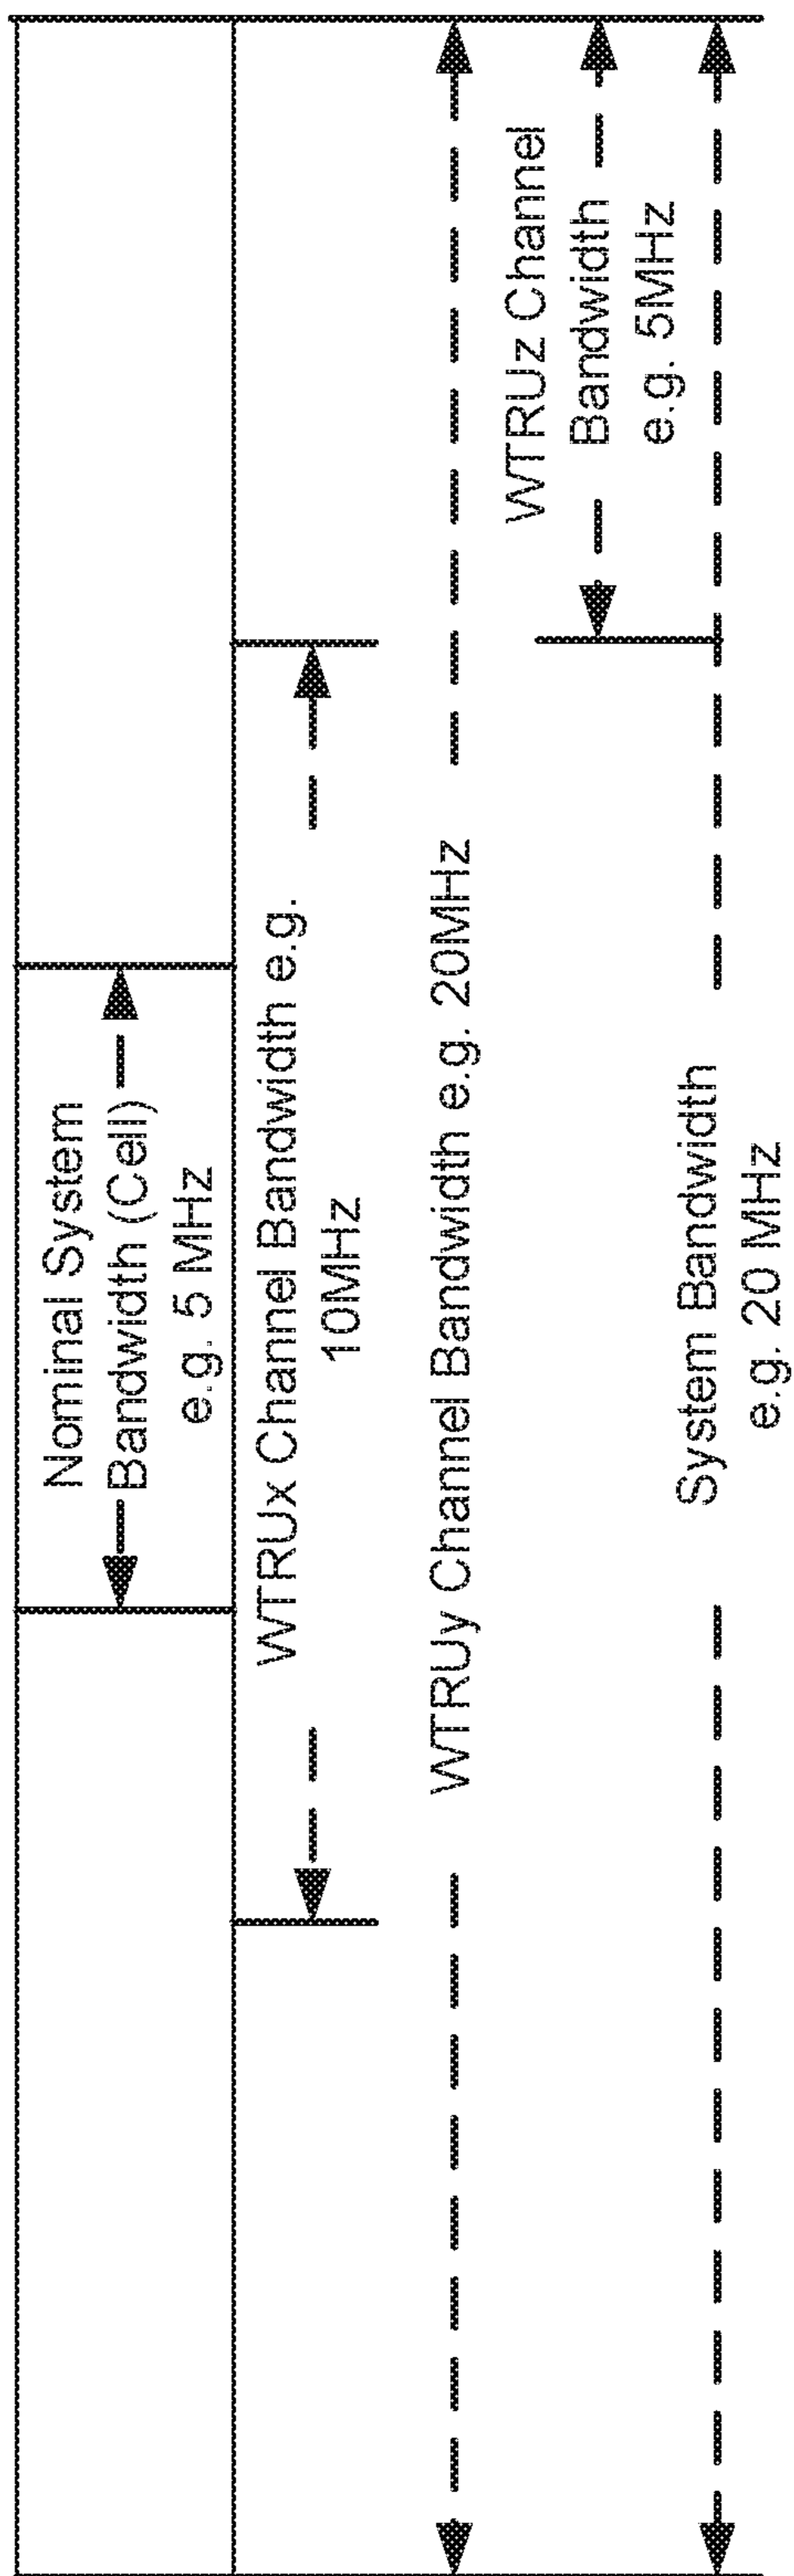 Nominal System
Bandwidth (Cell)
e.g. 5 MHz
WTRUx Channel Bandwidth e.g.
10MHz
WTRUy Channel Bandwidth e.g. 20MHz
WTRUz Channel
Bandwidth
e.g. 5MHz
System Bandwidth
e.g. 20 MHz